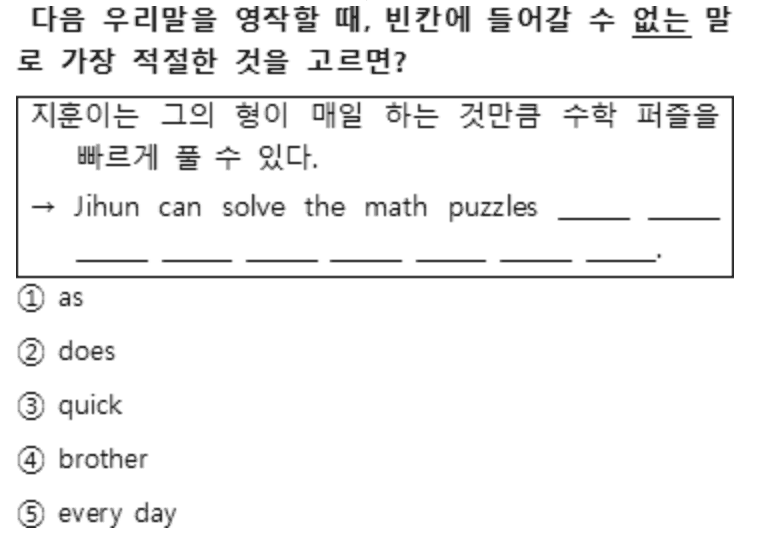 다음 우리말을 영작할 때, 빈칸에 들어갈 수 없는 말
로 가장 적절한 것을 고르면?
지훈이는 그의 형이 매일 하는 것만큼 수학 퍼즐을
빠르게 풀 수 있다.
→ Jihun can solve the math puzzles _____ _____
_____ _____ _____ _____ _____ _____ _____.
① as
② does
③ quick
④ brother
⑤ every day